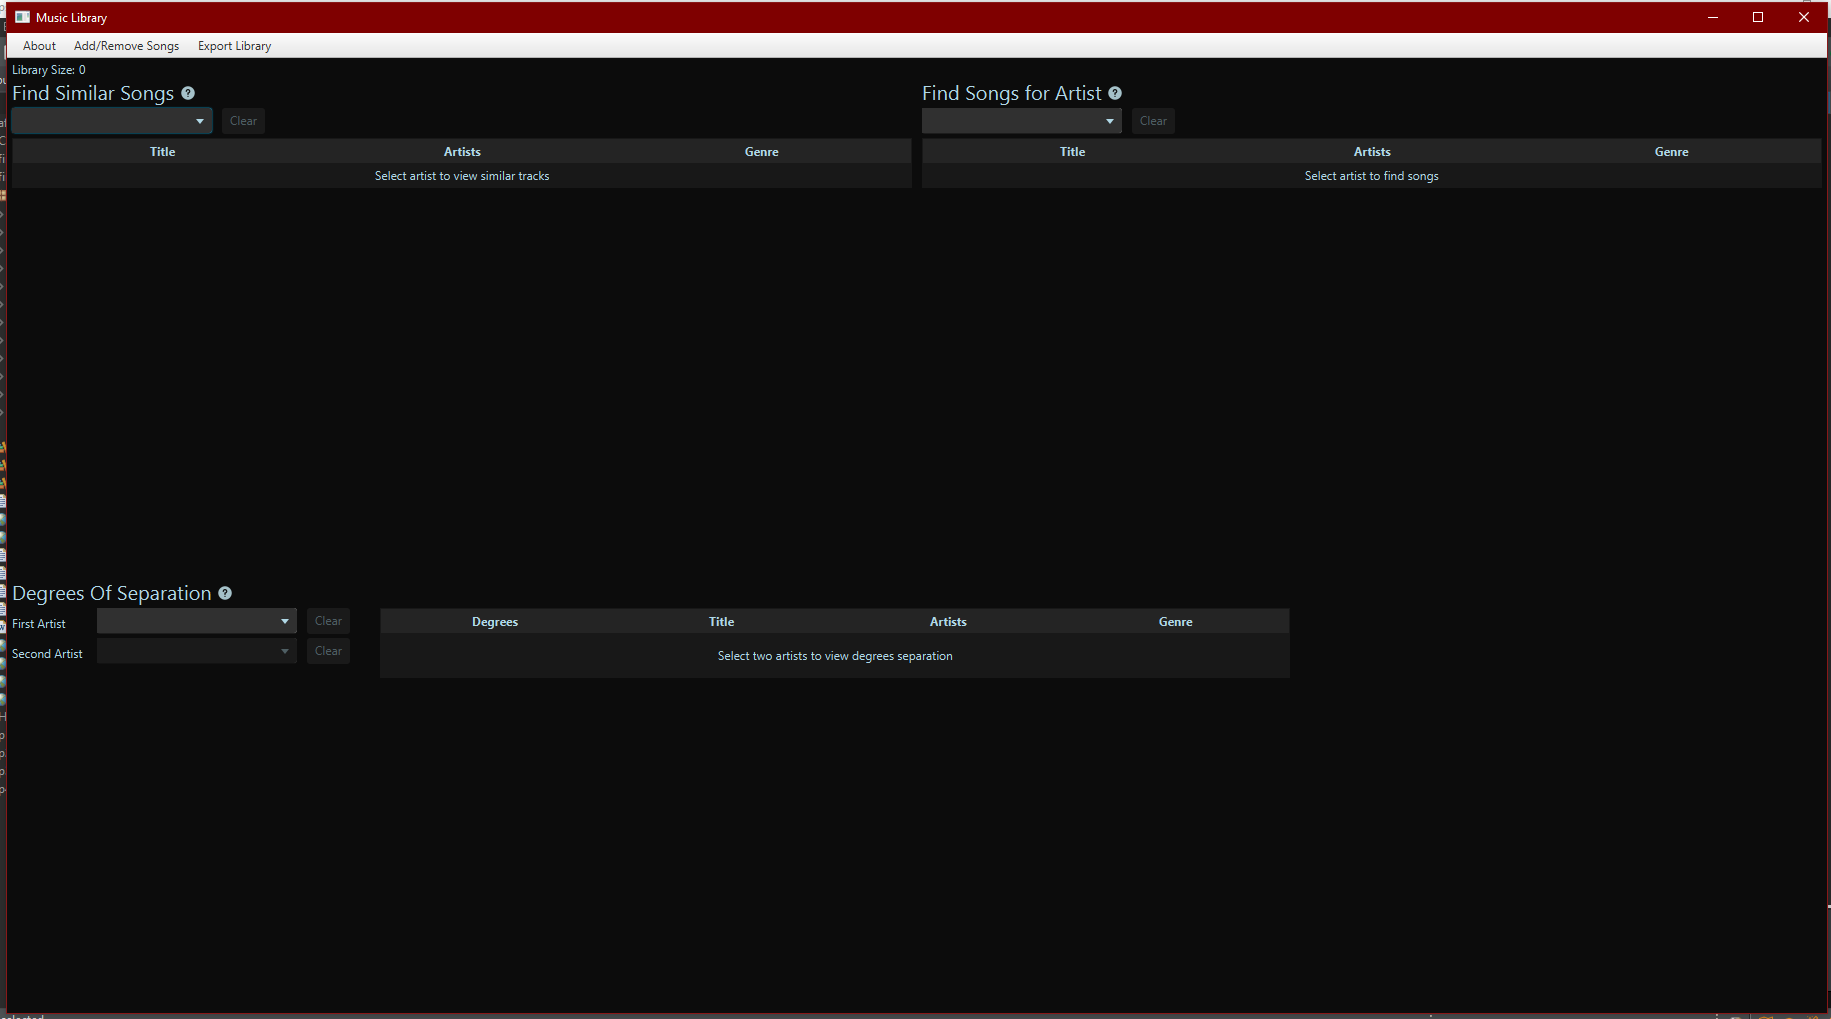 Music Library
About Add/Remove Songs Export Library
Library Size: 0
Find Similar Songs ?
Clear
Title Artists Genre
Select artist to view similar tracks
Find Songs for Artist ?
Clear
Title Artists Genre
Select artist to find songs
Degrees Of Separation ?
First Artist Clear
Second Artist Clear
Degrees Title Artists Genre
Select two artists to view degrees separation